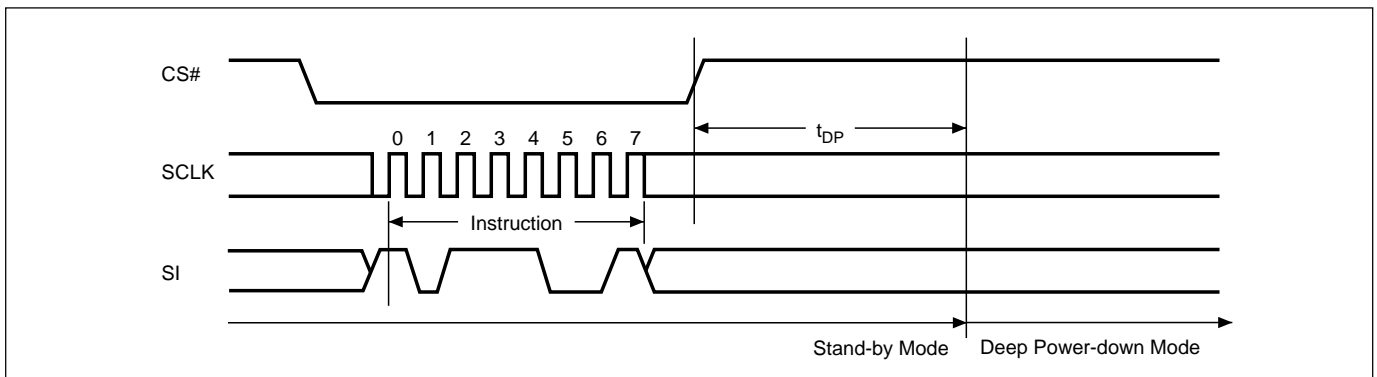 CS#
tDP
0 1 2 3 4 5 6 7
SCLK
Instruction
SI
Stand-by Mode Deep Power-down Mode